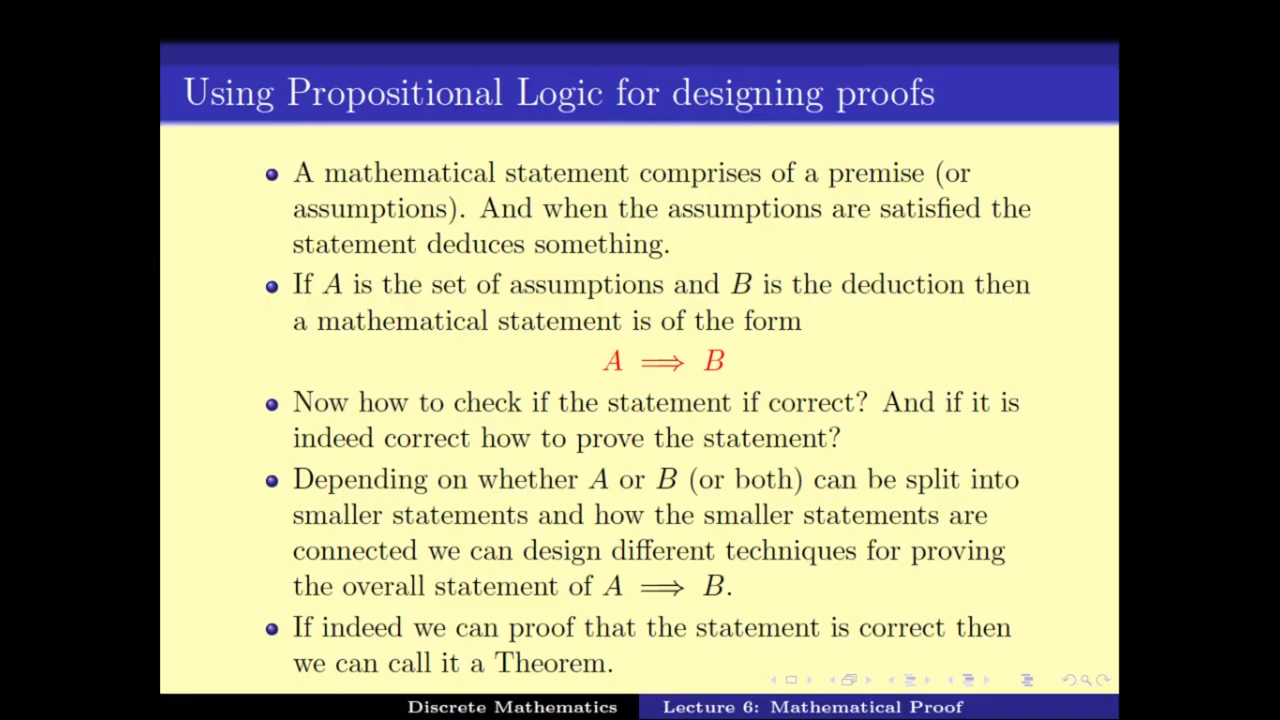 Using Propositional Logic for designing proofs
A mathematical statement comprises of a premise (or
assumptions). And when the assumptions are satisfied the
statement deduces something.
If A is the set of assumptions and B is the deduction then
a mathematical statement is of the form
A ⟹ B
Now how to check if the statement if correct? And if it is
indeed correct how to prove the statement?
Depending on whether A or B (or both) can be split into
smaller statements and how the smaller statements are
connected we can design different techniques for proving
the overall statement of A ⟹ B.
If indeed we can proof that the statement is correct then
we can call it a Theorem.
Discrete Mathematics
Lecture 6: Mathematical Proof